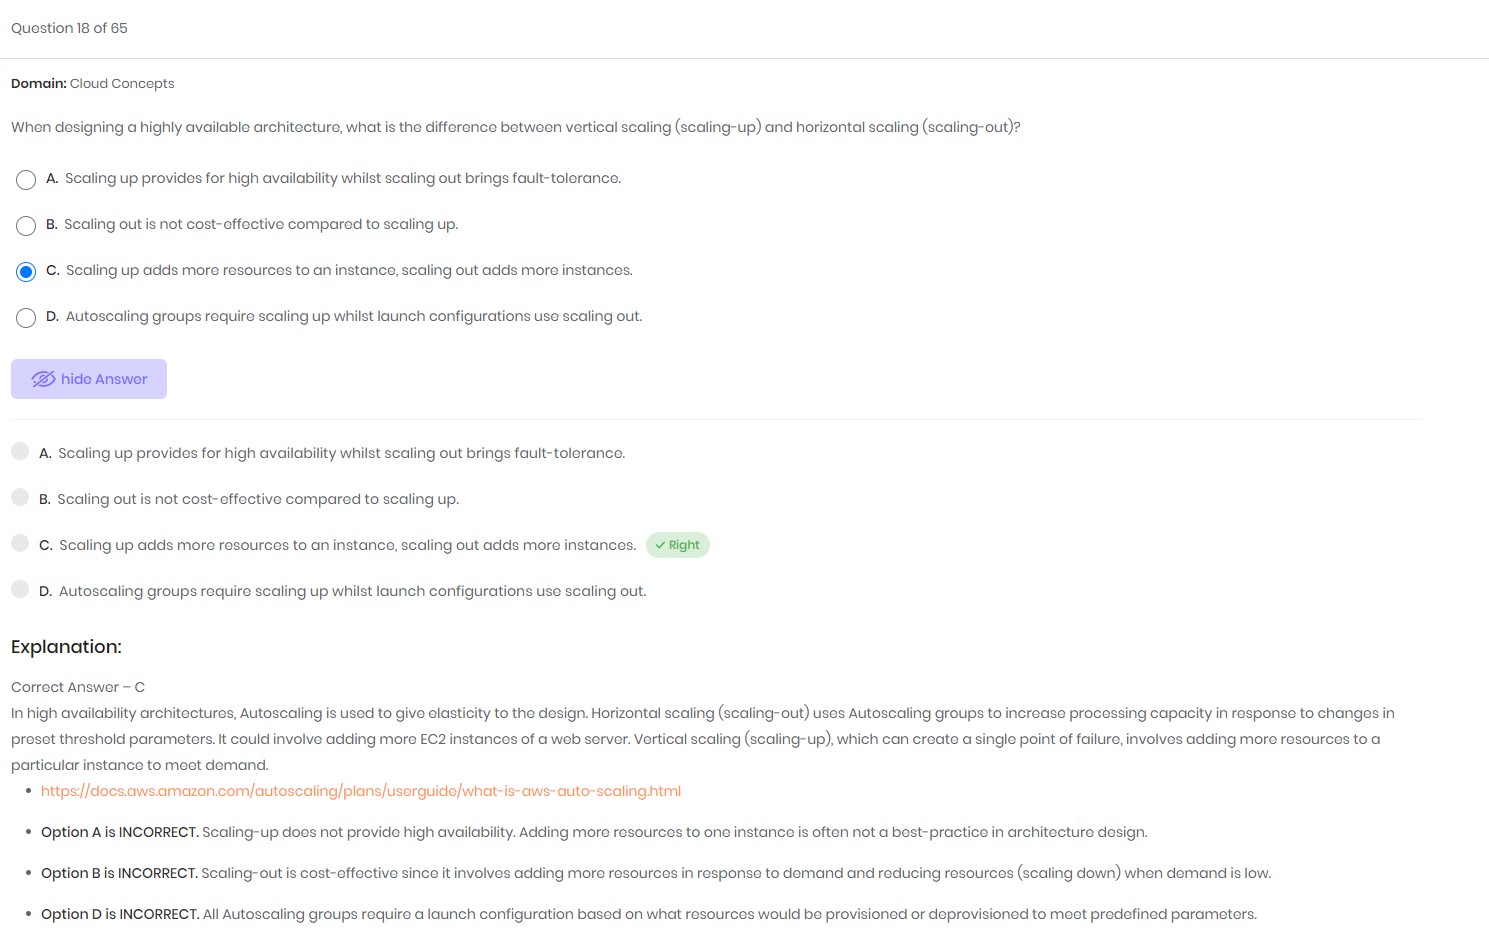 Question 18 of 65
Domain: Cloud Concepts
When designing a highly available architecture, what is the difference between vertical scaling (scaling-up) and horizontal scaling (scaling-out)?
A. Scaling up provides for high availability whilst scaling out brings fault-tolerance.
B. Scaling out is not cost-effective compared to scaling up.
C. Scaling up adds more resources to an instance, scaling out adds more instances.
D. Autoscaling groups require scaling up whilst launch configurations use scaling out.
hide Answer
A. Scaling up provides for high availability whilst scaling out brings fault-tolerance.
B. Scaling out is not cost-effective compared to scaling up.
C. Scaling up adds more resources to an instance, scaling out adds more instances. Right
D. Autoscaling groups require scaling up whilst launch configurations use scaling out.
Explanation:
Correct Answer – C
In high availability architectures, Autoscaling is used to give elasticity to the design. Horizontal scaling (scaling-out) uses Autoscaling groups to increase processing capacity in response to changes in
preset threshold parameters. It could involve adding more EC2 instances of a web server. Vertical scaling (scaling-up), which can create a single point of failure, involves adding more resources to a
particular instance to meet demand.
https://docs.aws.amazon.com/autoscaling/plans/userguide/what-is-aws-auto-scaling.html
Option A is INCORRECT. Scaling-up does not provide high availability. Adding more resources to one instance is often not a best-practice in architecture design.
Option B is INCORRECT. Scaling-out is cost-effective since it involves adding more resources in response to demand and reducing resources (scaling down) when demand is low.
Option D is INCORRECT. All Autoscaling groups require a launch configuration based on what resources would be provisioned or deprovisioned to meet predefined parameters.